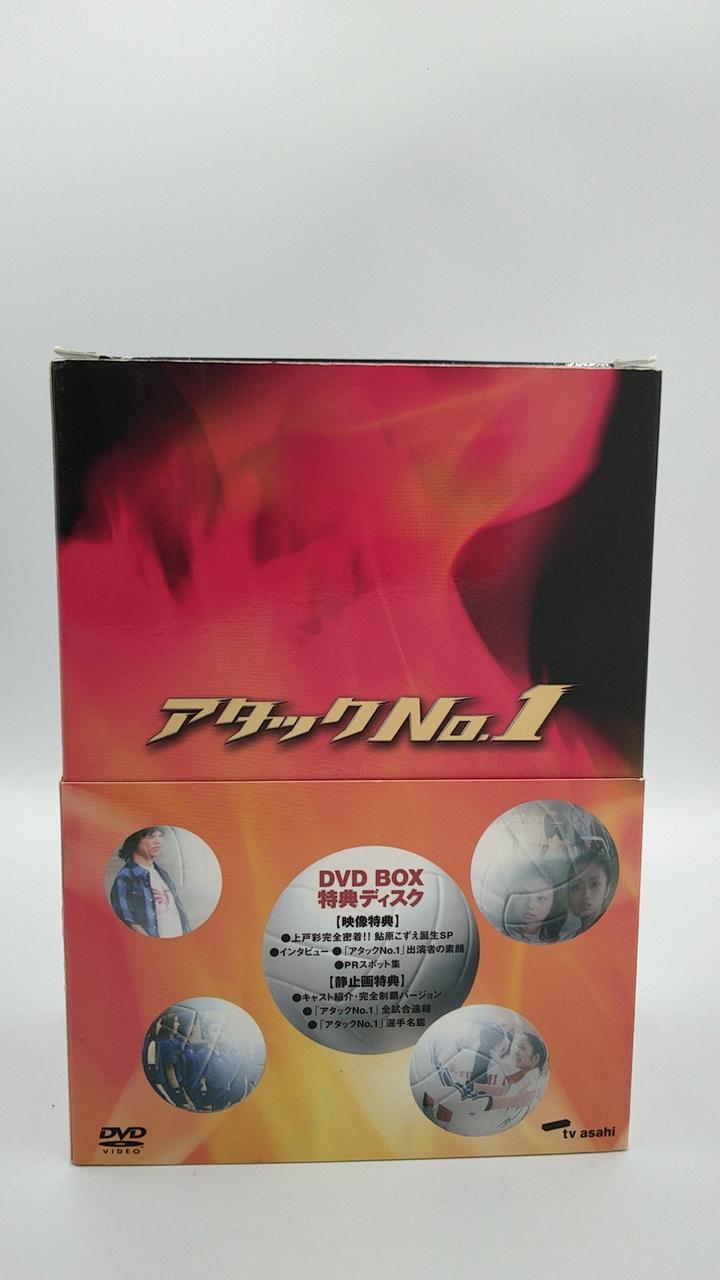 アタックNo.1
DVD BOX
特典ディスク
【映像特典】
●上戸彩完全密着!! 鮎原こずえ誕生SP
●インタビュー ●「アタックNo.1」出演者の素顔
●PRスポット集
【静止画特典】
●キャスト紹介・完全制覇バージョン
●「アタックNo.1」全試合速報
●「アタックNo.1」選手名鑑
DVD
VIDEO
tv asahi